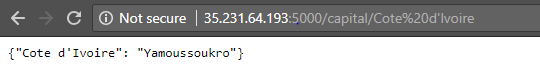 Not secure | 35.231.64.193:5000/capital/Cote%20d'Ivoire
{"Cote d'Ivoire": "Yamoussoukro"}